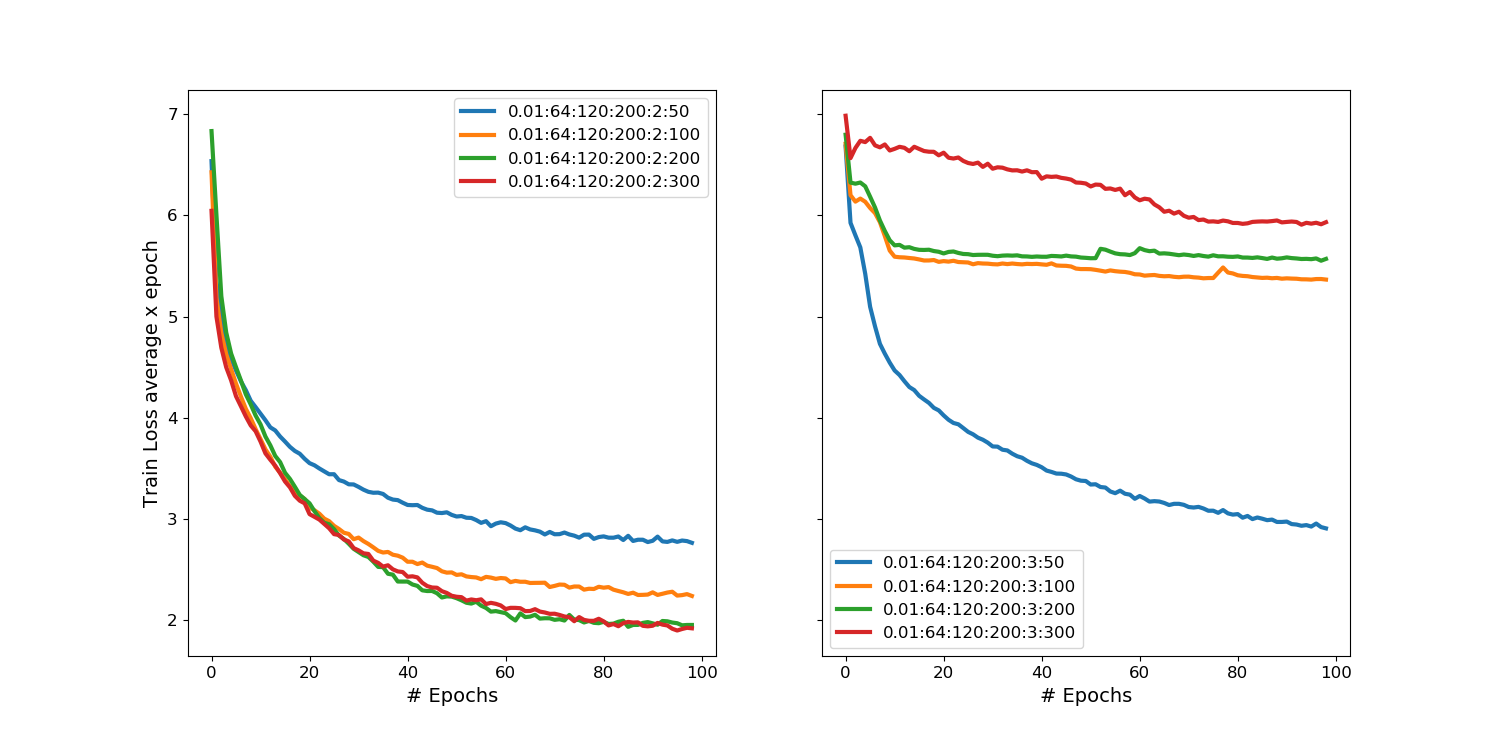 Train Loss average x epoch
7
6
5
4
3
2
0.01:64:120:200:2:50
0.01:64:120:200:2:100
0.01:64:120:200:2:200
0.01:64:120:200:2:300
0 20 40 60 80 100
# Epochs
0.01:64:120:200:3:50
0.01:64:120:200:3:100
0.01:64:120:200:3:200
0.01:64:120:200:3:300
0 20 40 60 80 100
# Epochs